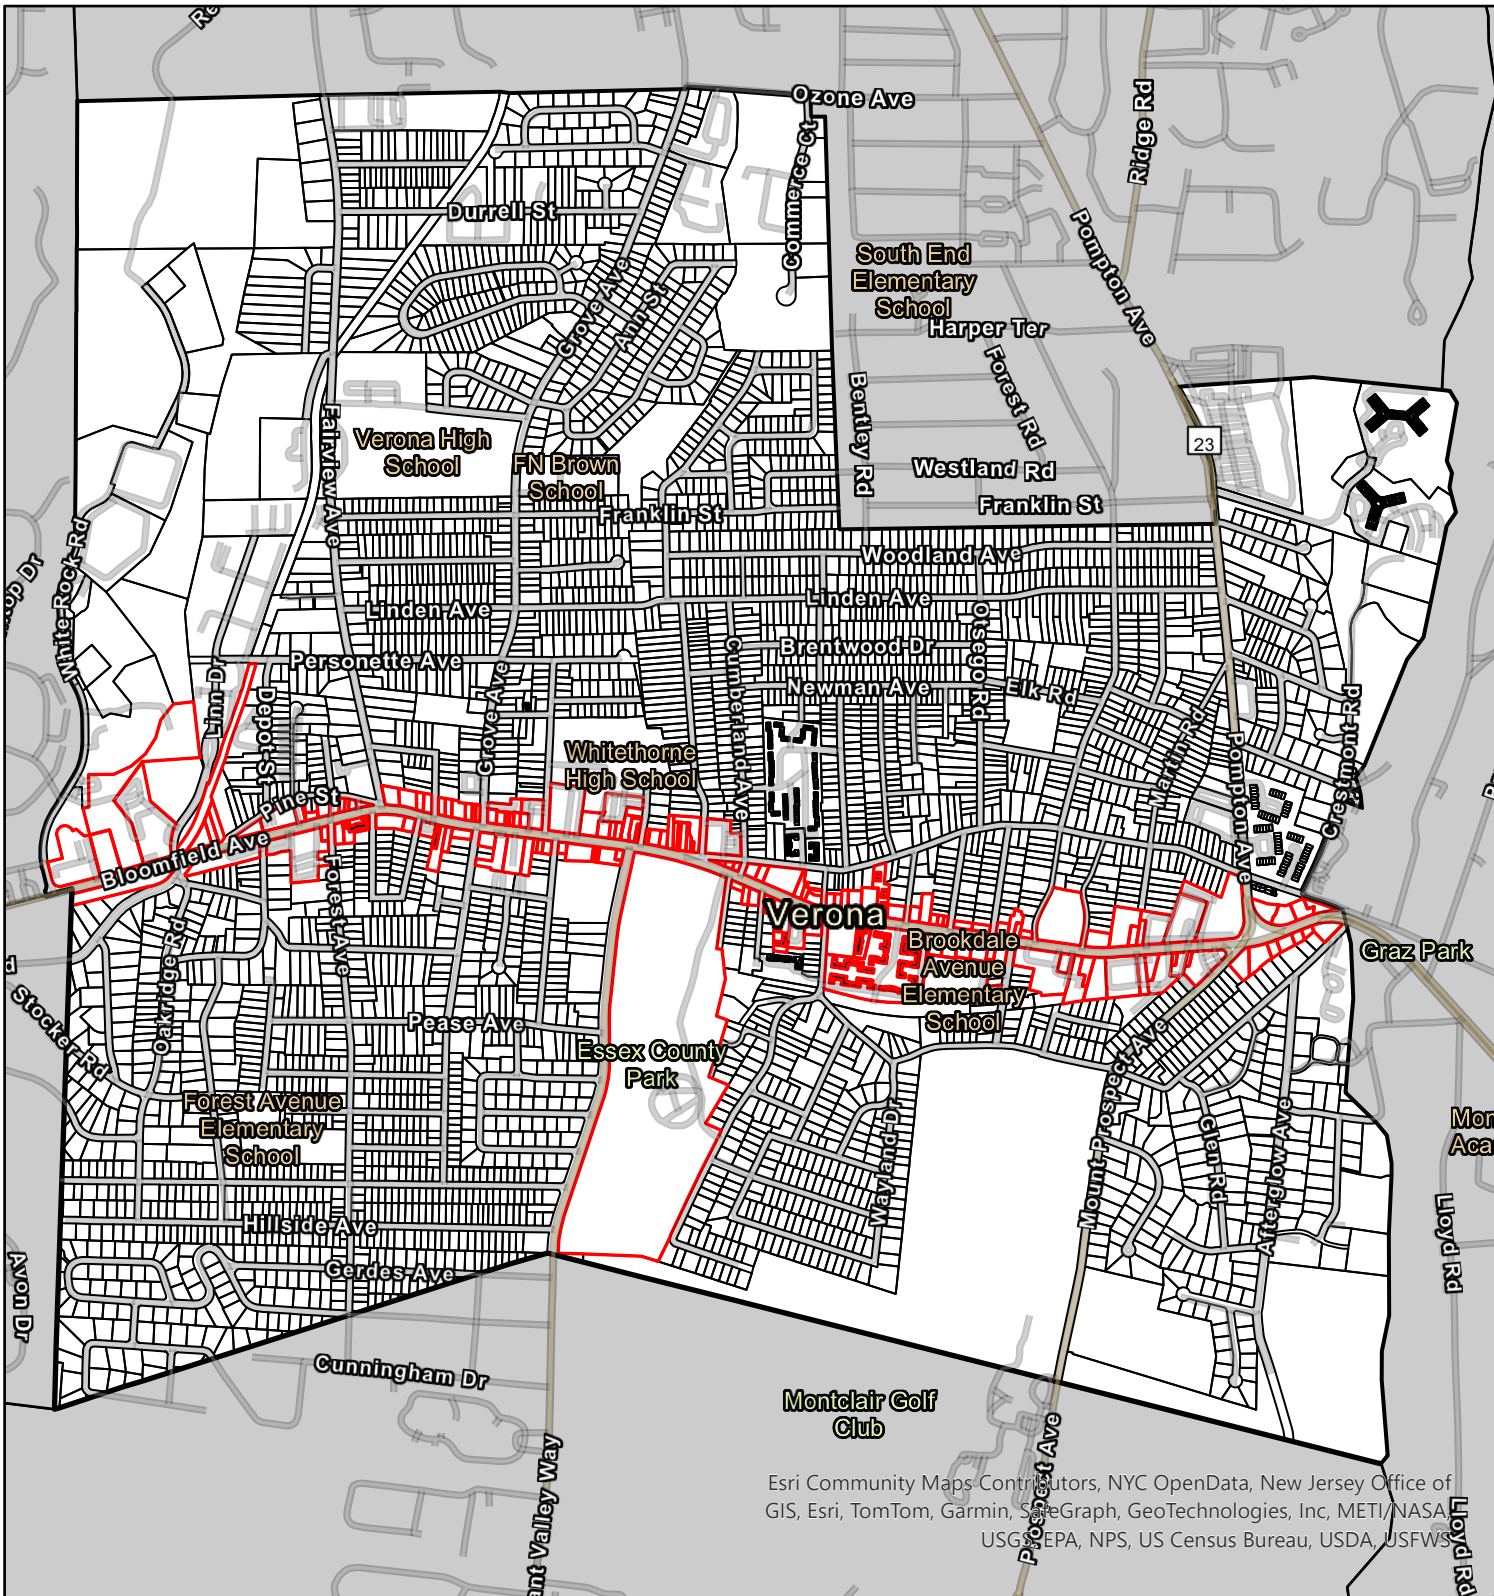 Ozone Ave
Ridge Rd
Commerce Ct
Durrell St
Pompton Ave
South End
Elementary
School
Grove Ave
Ann St
Harper Ter
Forest Rd
Bentley Rd
Fairview Ave
Verona High
School
FN Brown
School
23
Westland Rd
Franklin St
Franklin St
White Rock Rd
Woodland Ave
Linden Ave
Linden Ave
Otsego Rd
Brentwood Dr
Personette Ave
Cumberland Ave
Newman Ave
Elk Rd
Linn Dr
Depot St
Grove Ave
Martin Rd
Pompton Ave
Crestmont Rd
Whitethorne
High School
Pine St
Bloomfield Ave
Forest Ave
Verona
Brookdale
Avenue
Elementary
School
Graz Park
Oakridge Rd
Stocker Rd
Pease Ave
Essex County
Park
Mount Prospect Ave
Forest Avenue
Elementary
School
Wayland Dr
Glen Rd
Afterglow Ave
Hillside Ave
Gerdes Ave
Avon Dr
Lloyd Rd
Cunningham Dr
Montclair Golf
Club
Prospect Ave
ant Valley Way
Lloyd Rd
Esri Community Maps Contributors, NYC OpenData, New Jersey Office of
GIS, Esri, TomTom, Garmin, SafeGraph, GeoTechnologies, Inc, METI/NASA,
USGS, EPA, NPS, US Census Bureau, USDA, USFWS